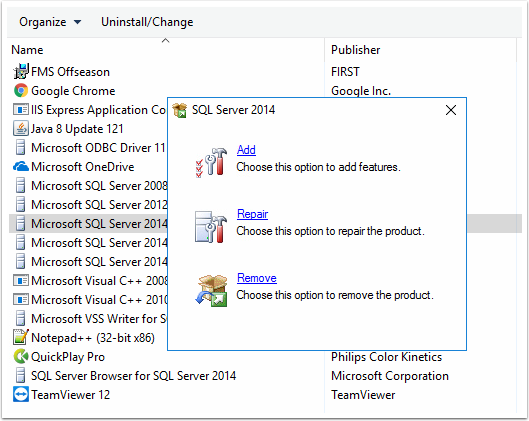 Organize Uninstall/Change
Name Publisher
FMS Offseason FIRST
Google Chrome Google Inc.
IIS Express Application Co
Java 8 Update 121
Microsoft ODBC Driver 11
Microsoft OneDrive
Microsoft SQL Server 2008
Microsoft SQL Server 2012
Microsoft SQL Server 2014
Microsoft SQL Server 2014
Microsoft SQL Server 2014
Microsoft Visual C++ 2008
Microsoft Visual C++ 2010
Microsoft VSS Writer for S
Notepad++ (32-bit x86)
QuickPlay Pro Philips Color Kinetics
SQL Server Browser for SQL Server 2014 Microsoft Corporation
TeamViewer 12 TeamViewer
SQL Server 2014
Add
Choose this option to add features.
Repair
Choose this option to repair the product.
Remove
Choose this option to remove the product.